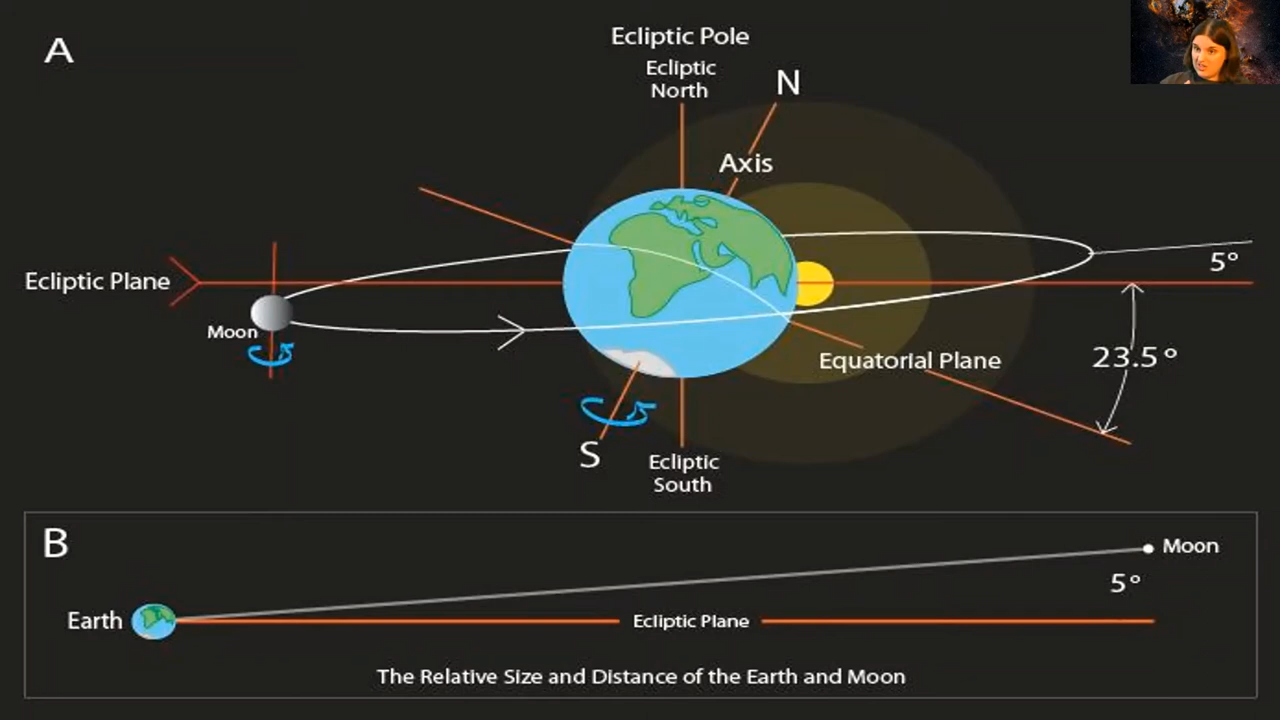 A
Ecliptic Pole
Ecliptic
North
N
Axis
Ecliptic Plane
5°
Moon
Equatorial Plane
23.5°
S
Ecliptic
South
B
Moon
5°
Earth
Ecliptic Plane
The Relative Size and Distance of the Earth and Moon